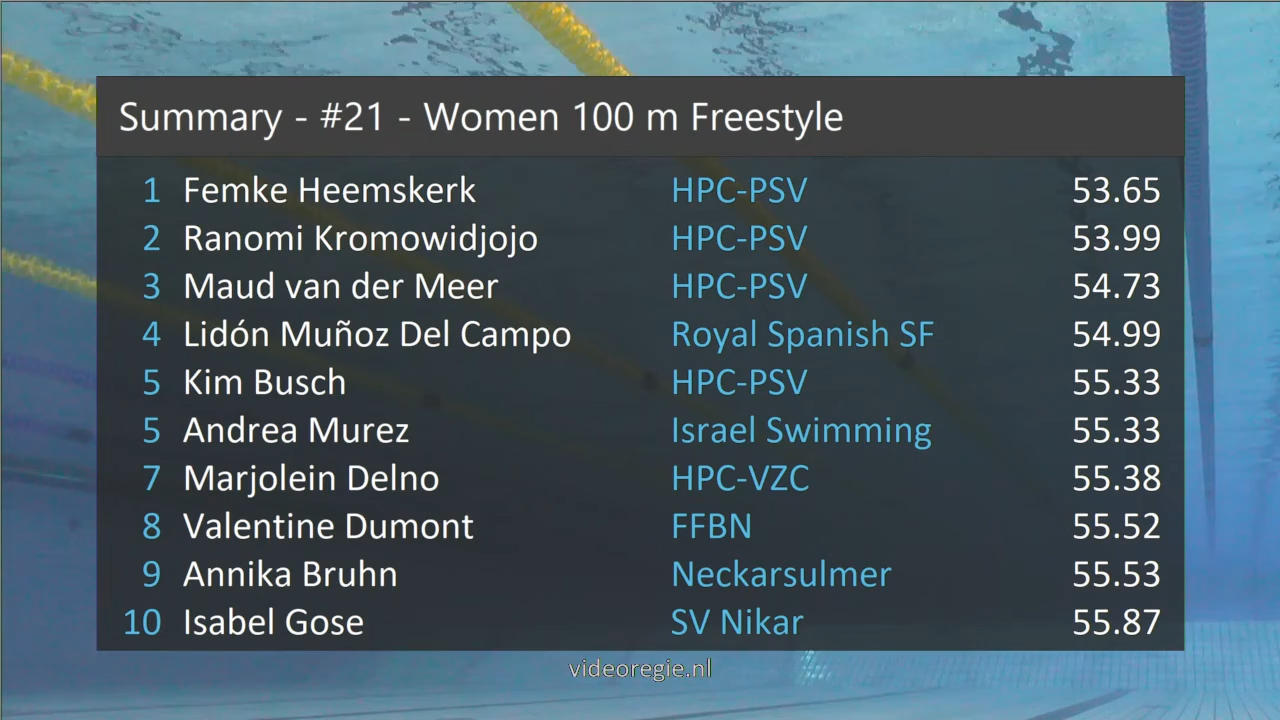 Summary - #21 - Women 100 m Freestyle
1 Femke Heemskerk HPC-PSV 53.65
2 Ranomi Kromowidjojo HPC-PSV 53.99
3 Maud van der Meer HPC-PSV 54.73
4 Lidón Muñoz Del Campo Royal Spanish SF 54.99
5 Kim Busch HPC-PSV 55.33
5 Andrea Murez Israel Swimming 55.33
7 Marjolein Delno HPC-VZC 55.38
8 Valentine Dumont FFBN 55.52
9 Annika Bruhn Neckarsulmer 55.53
10 Isabel Gose SV Nikar 55.87
videoregie.nl